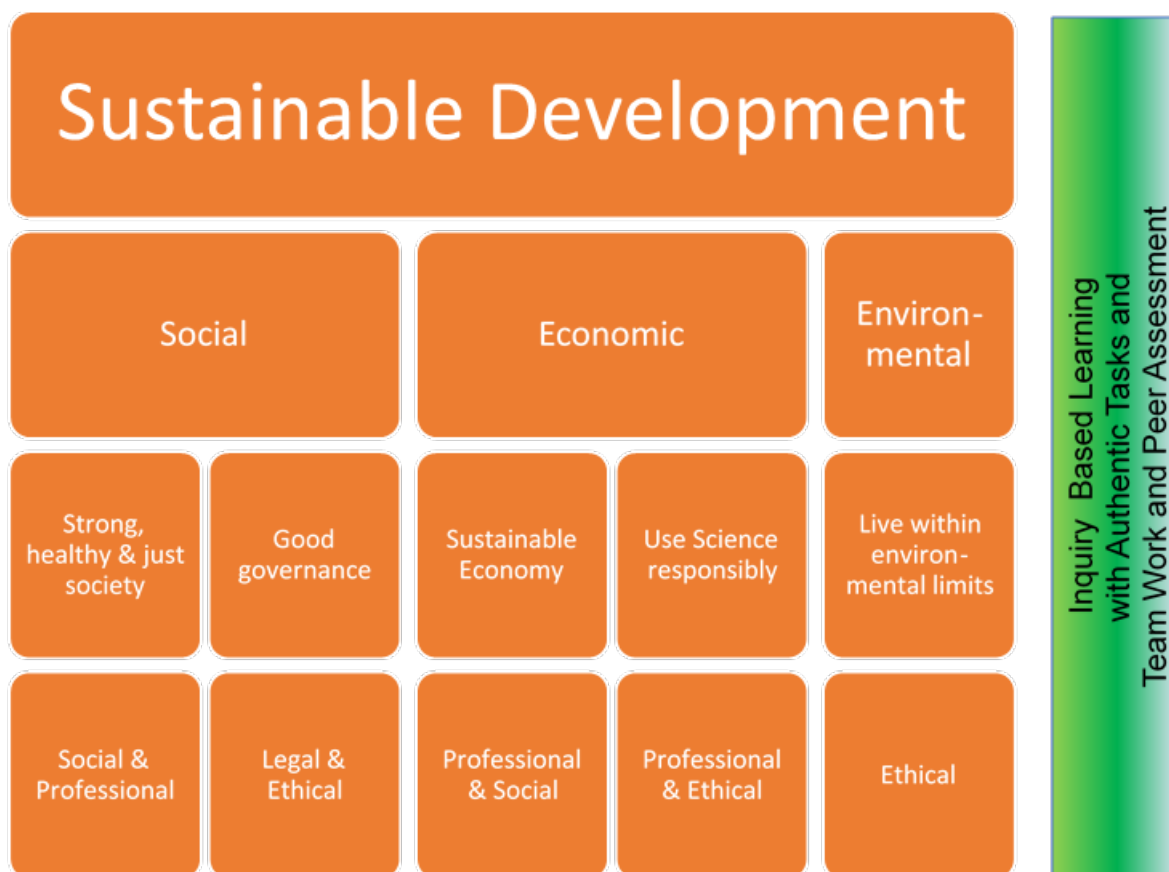 Sustainable Development
Social
Economic
Environ-
mental
Strong,
healthy & just
society
Good
governance
Sustainable
Economy
Use Science
responsibly
Live within
environ-
mental limits
Social &
Professional
Legal &
Ethical
Professional
& Social
Professional
& Ethical
Ethical
Inquiry Based Learning
with Authentic Tasks and
Team Work and Peer Assessment